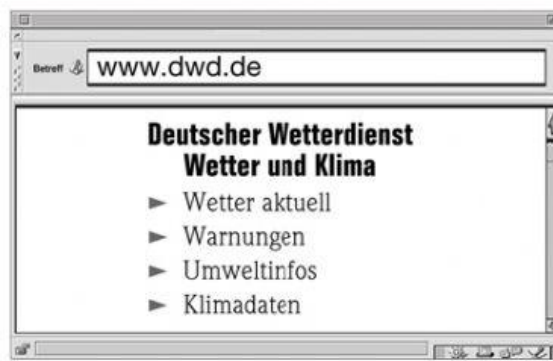 Betreff www.dwd.de
Deutscher Wetterdienst
Wetter und Klima
► Wetter aktuell
► Warnungen
► Umweltinfos
► Klimadaten